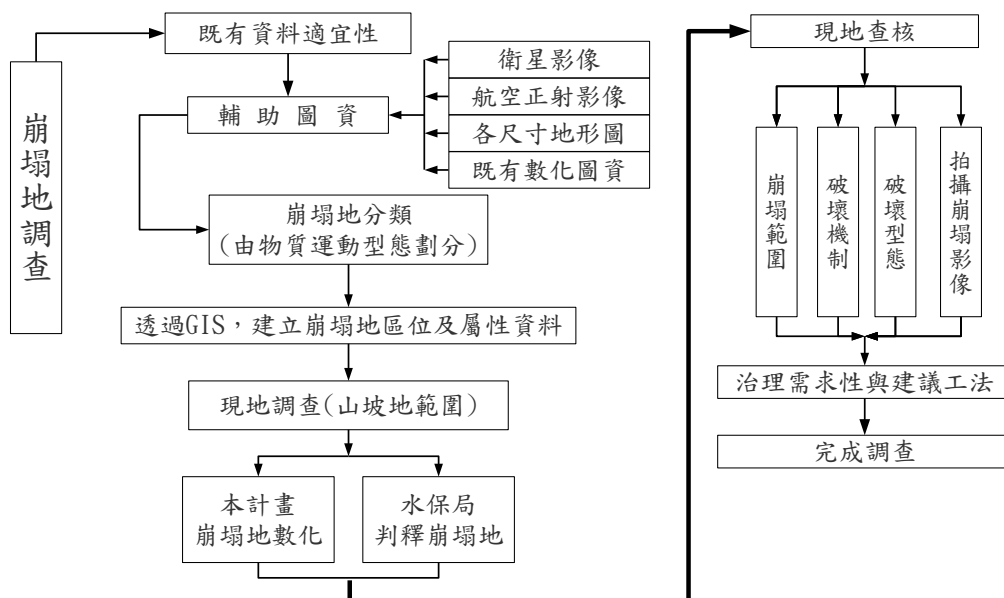 崩塌地調查
既有資料適宜性
輔助圖資
衛星影像
航空正射影像
各尺寸地形圖
既有數化圖資
崩塌地分類
(由物質運動型態劃分)
透過GIS，建立崩塌地區位及屬性資料
現地調查(山坡地範圍)
本計畫
崩塌地數化
水保局
判釋崩塌地
現地查核
崩塌範圍
破壞機制
破壞型態
拍攝崩塌影像
治理需求性與建議工法
完成調查